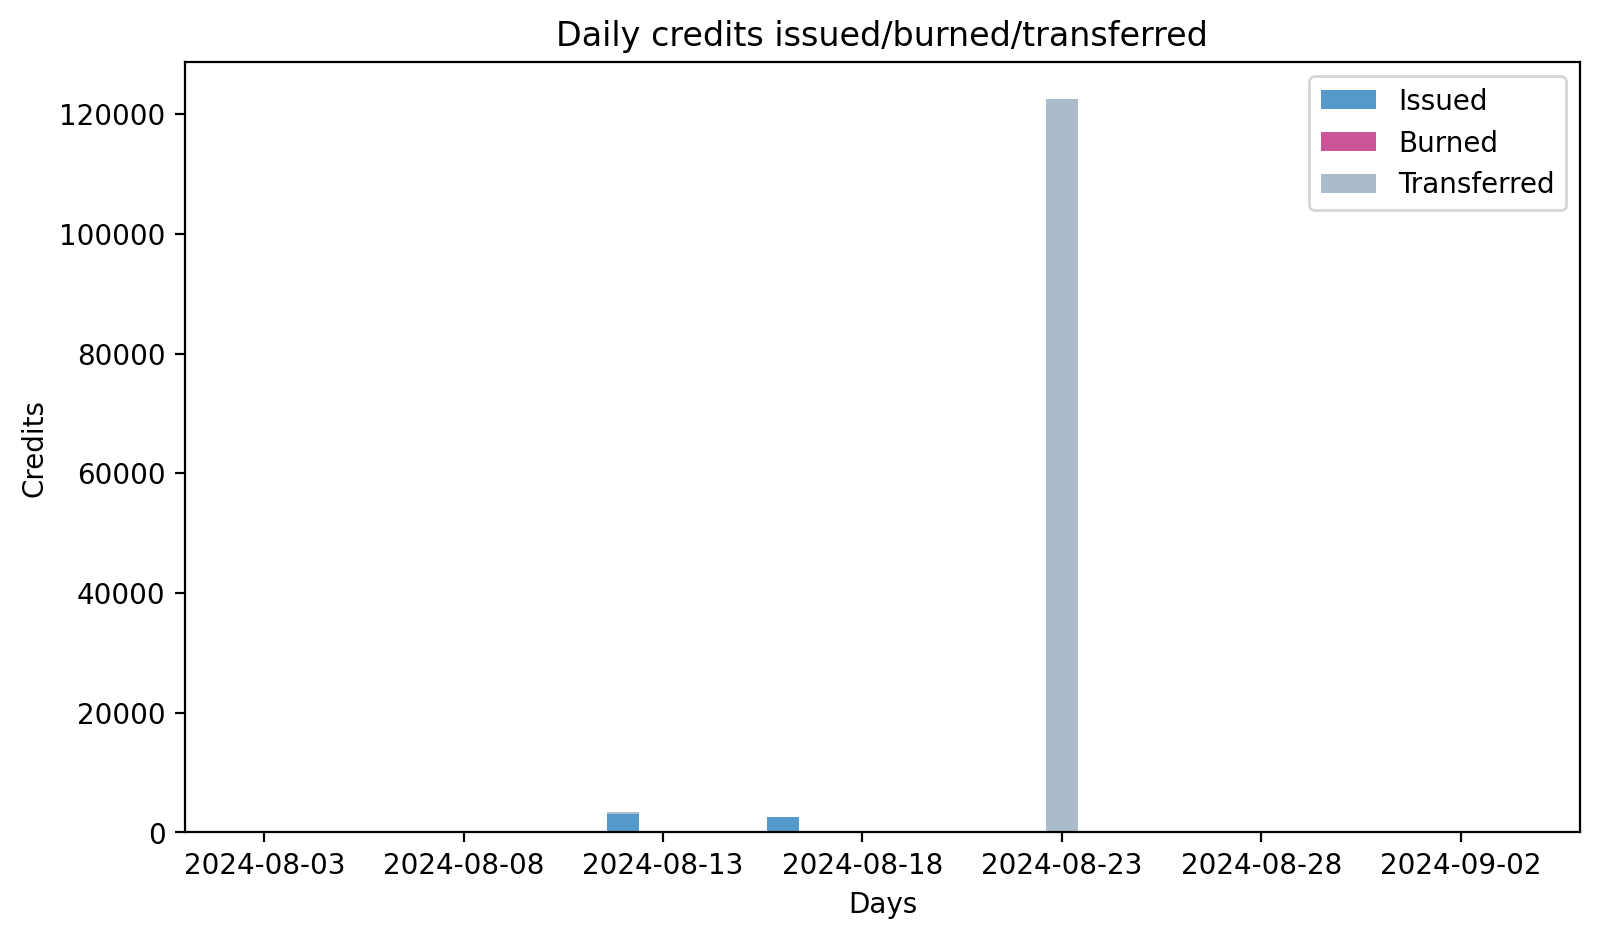 Daily credits issued/burned/transferred
Issued
Burned
Transferred
120000
100000
80000
60000
40000
20000
0
Credits
2024-08-03 2024-08-08 2024-08-13 2024-08-18 2024-08-23 2024-08-28 2024-09-02
Days